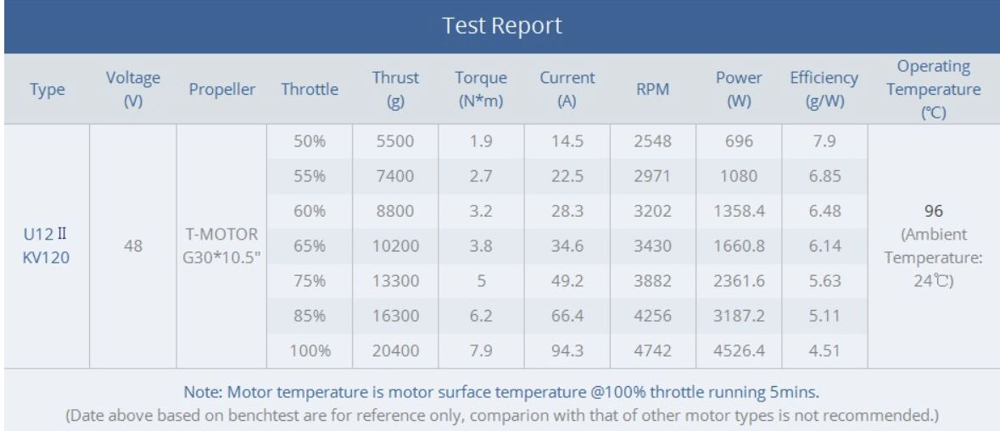 Test Report
Type Voltage (V) Propeller Throttle Thrust (g) Torque (N*m) Current (A) RPM Power (W) Efficiency (g/W) Operating Temperature (℃)
U12 II KV120 48 T-MOTOR G30*10.5" 96 (Ambient Temperature: 24℃)
50% 5500 1.9 14.5 2548 696 7.9
55% 7400 2.7 22.5 2971 1080 6.85
60% 8800 3.2 28.3 3202 1358.4 6.48
65% 10200 3.8 34.6 3430 1660.8 6.14
75% 13300 5 49.2 3882 2361.6 5.63
85% 16300 6.2 66.4 4256 3187.2 5.11
100% 20400 7.9 94.3 4742 4526.4 4.51
Note: Motor temperature is motor surface temperature @100% throttle running 5mins.
(Date above based on benchtest are for reference only, comparion with that of other motor types is not recommended.)